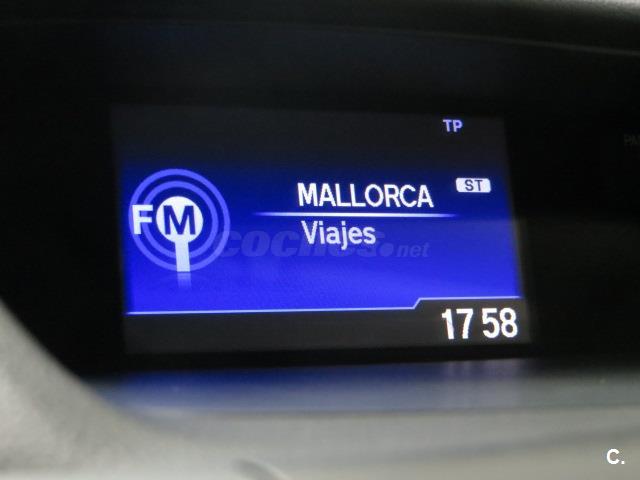 TP
FM
MALLORCA ST
Viajes
coches.net
17 58
C.